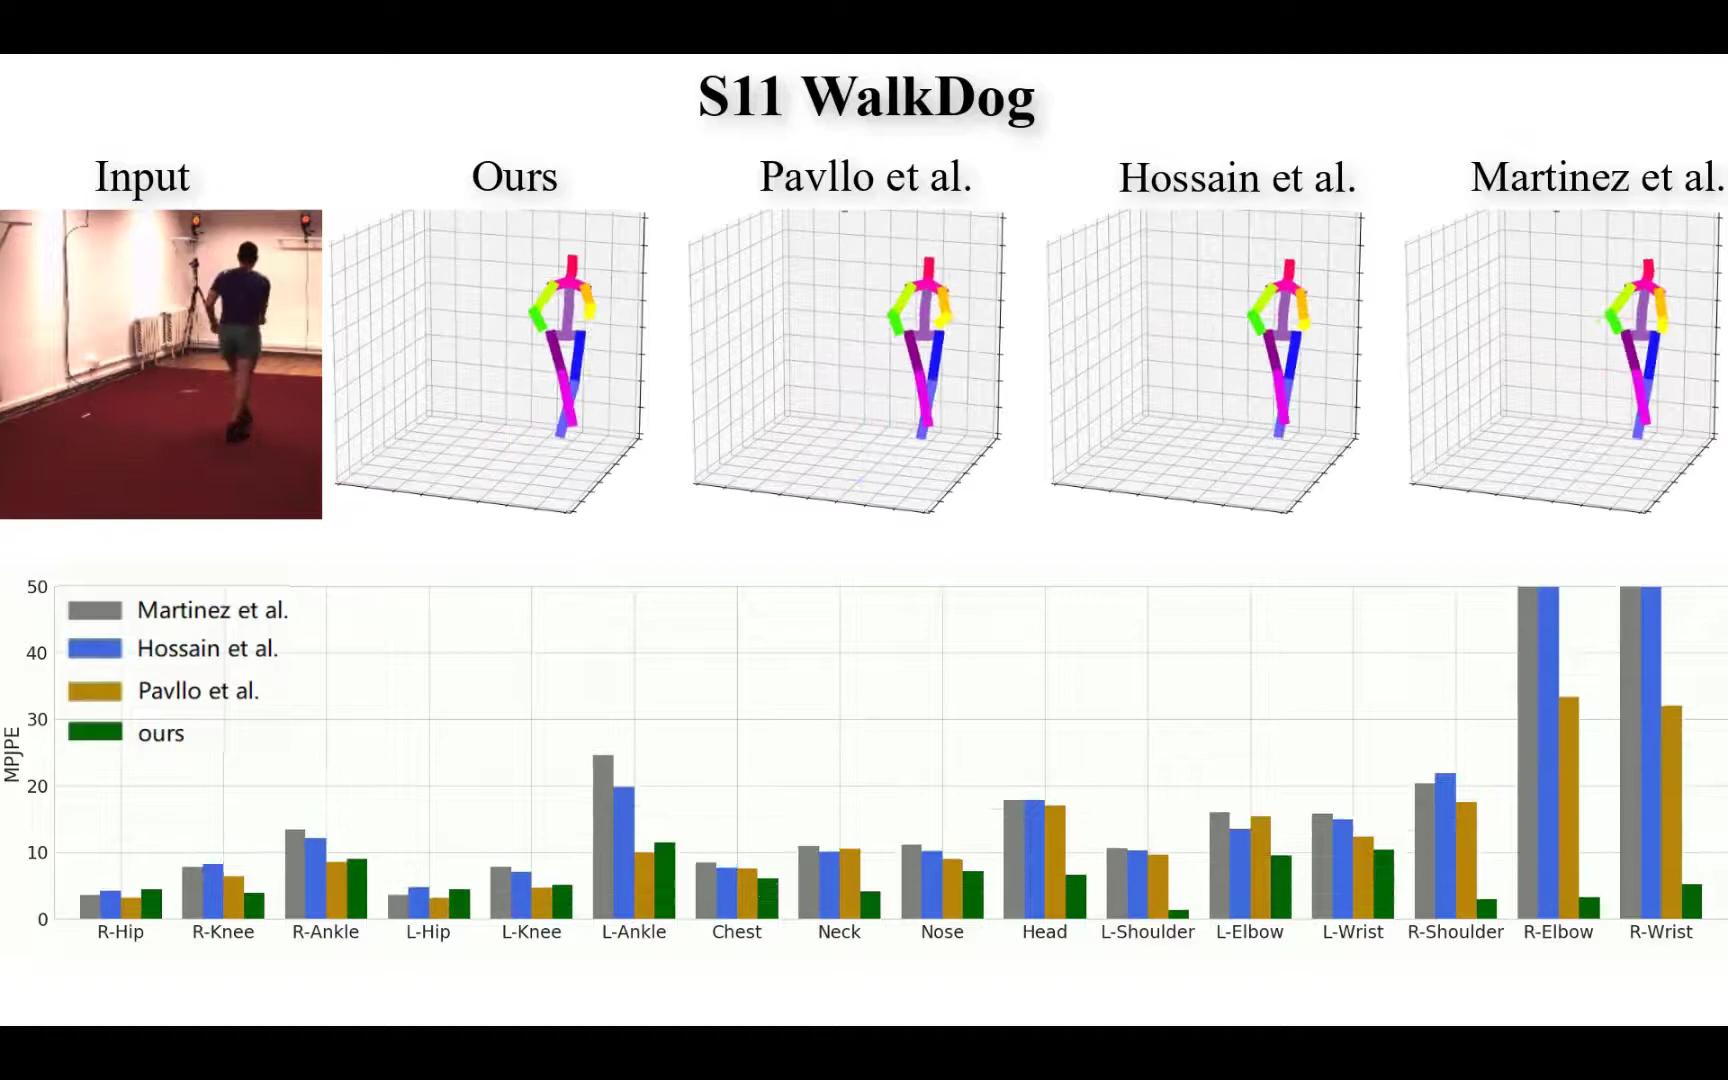 S11 WalkDog
Input
Ours
Pavllo et al.
Hossain et al.
Martinez et al.
50
40
30
20
10
0
MPJPE
Martinez et al.
Hossain et al.
Pavllo et al.
ours
R-Hip
R-Knee
R-Ankle
L-Hip
L-Knee
L-Ankle
Chest
Neck
Nose
Head
L-Shoulder
L-Elbow
L-Wrist
R-Shoulder
R-Elbow
R-Wrist